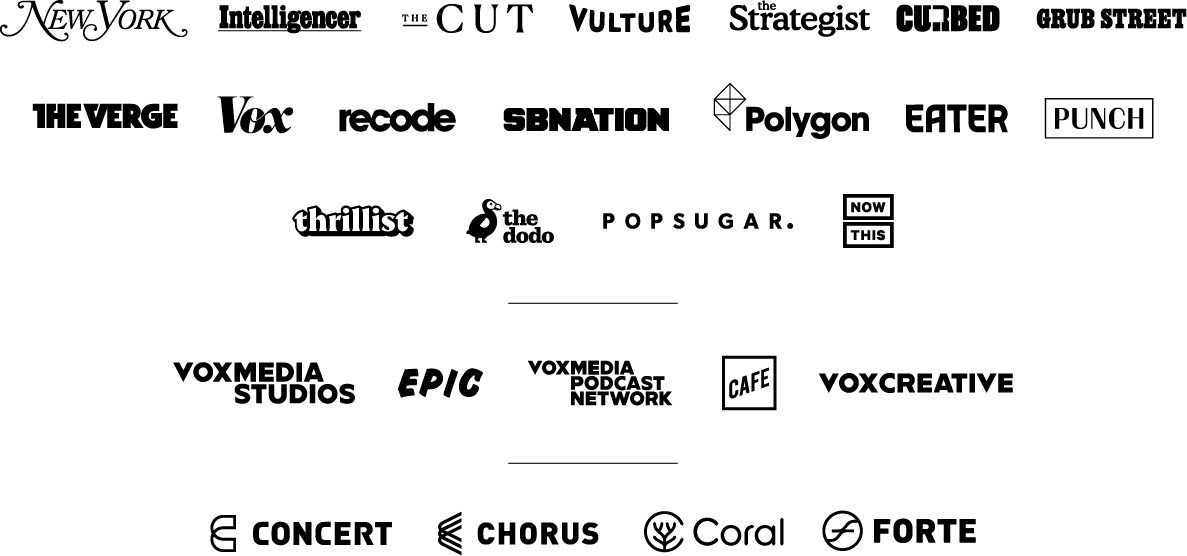 NEW YORK Intelligencer THE CUT VULTURE the Strategist CURBED GRUB STREET
THE VERGE Vox recode SBNATION Polygon EATER PUNCH
thrillist the dodo POPSUGAR. NOW THIS
VOXMEDIA STUDIOS EPIC VOXMEDIA PODCAST NETWORK CAFE VOXCREATIVE
CONCERT CHORUS Coral FORTE